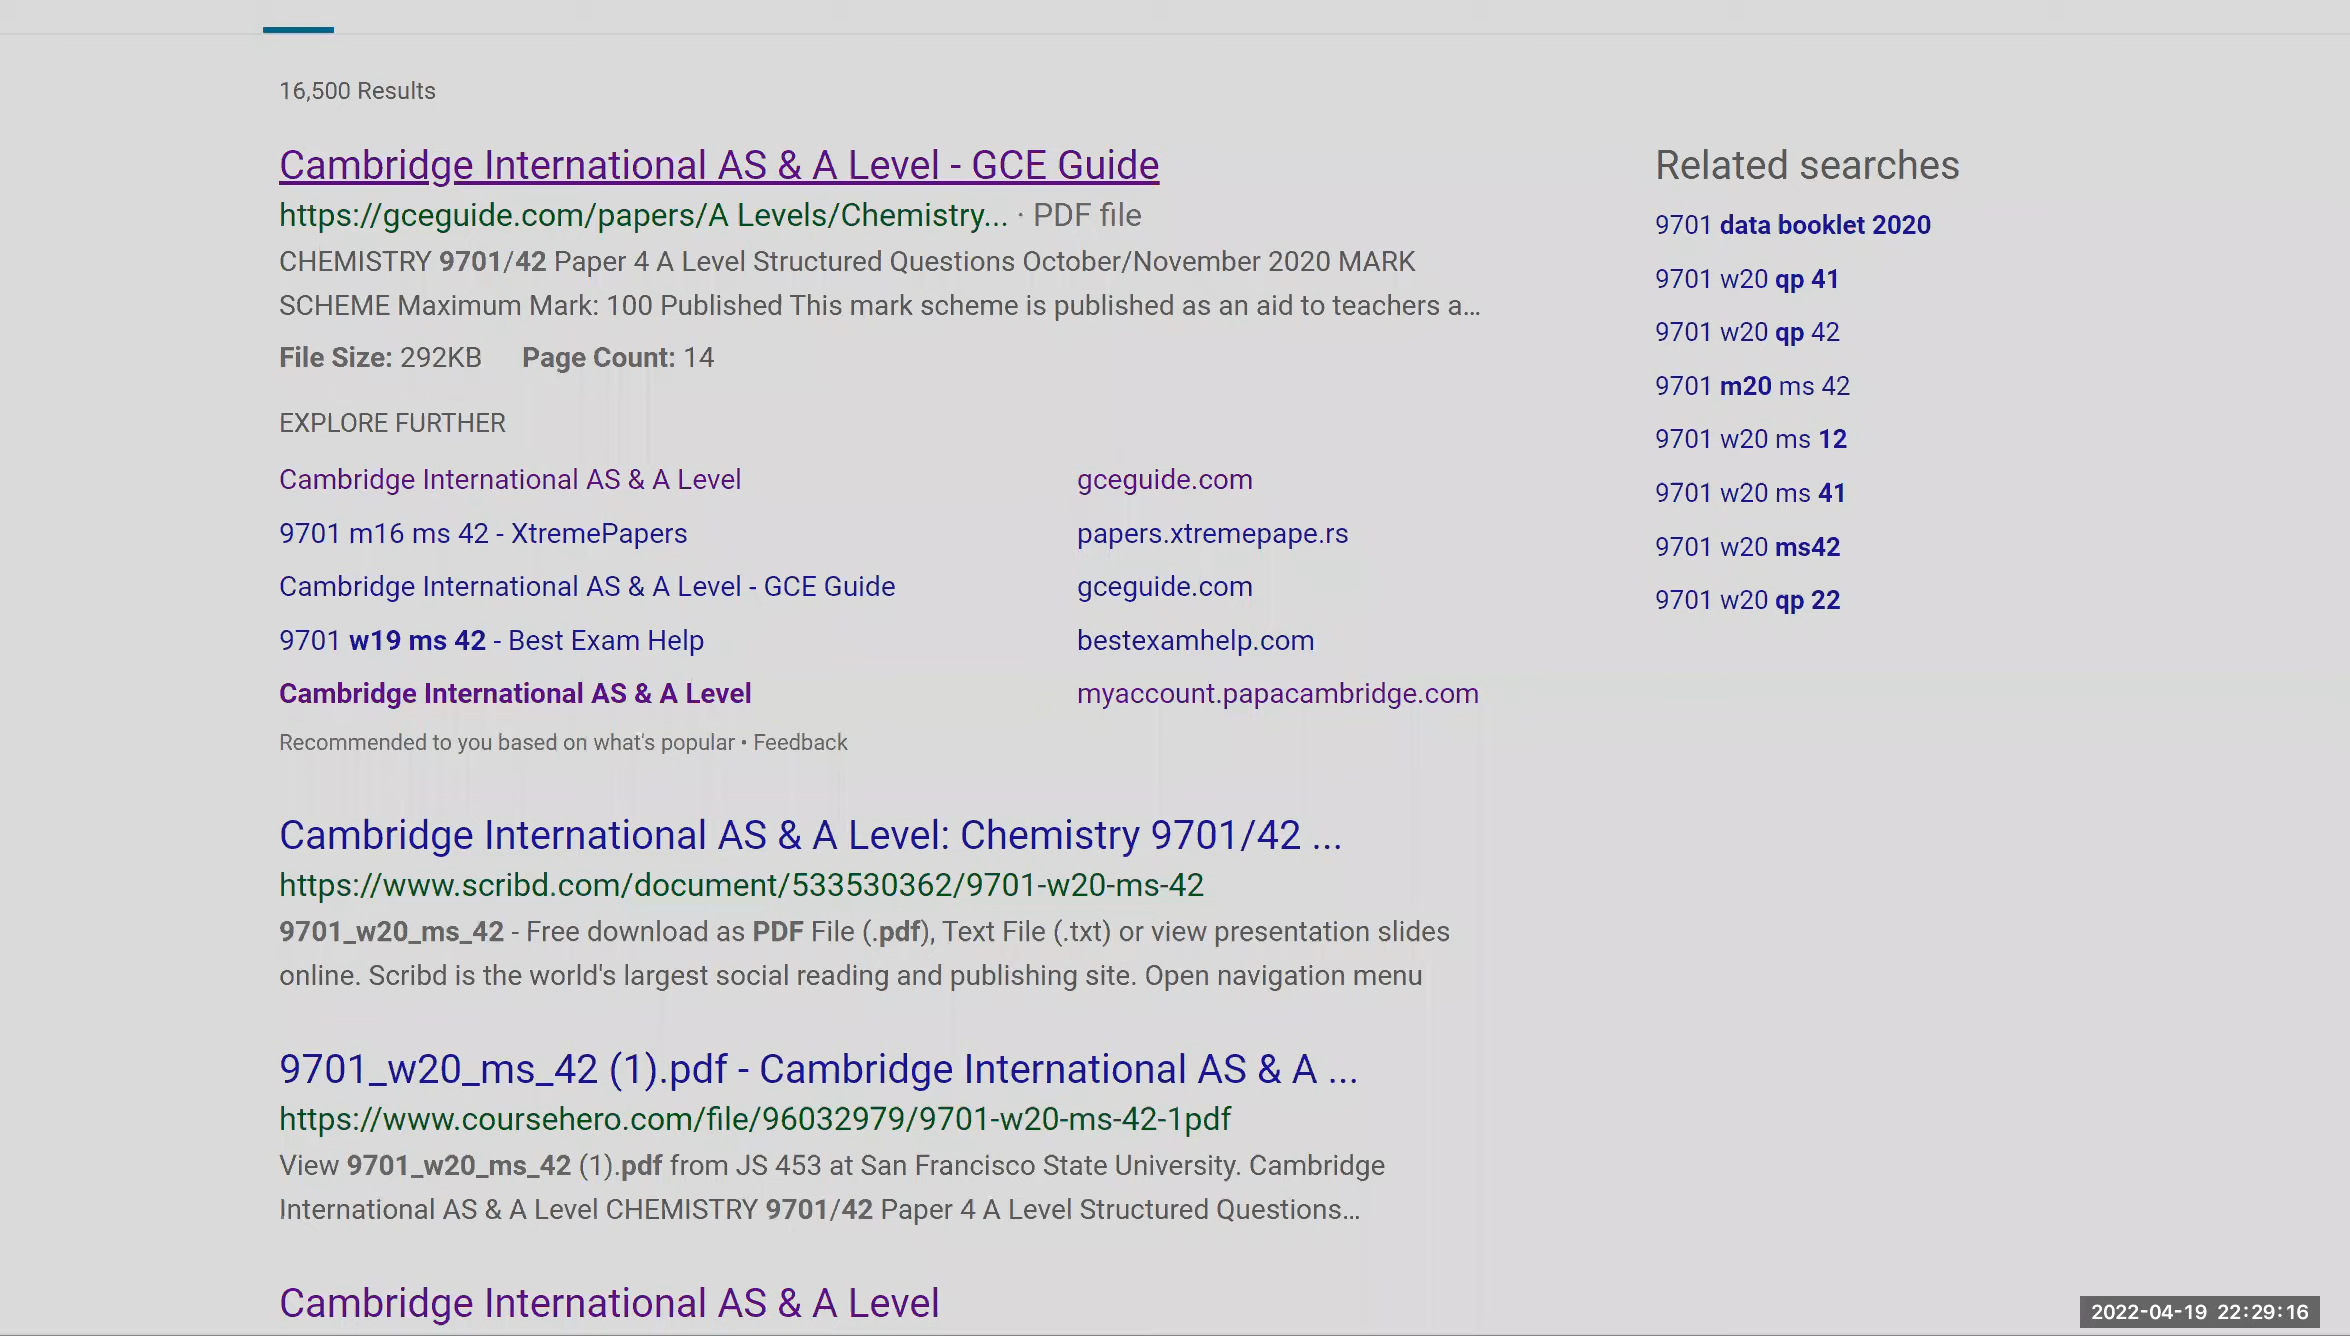 16,500 Results
Cambridge International AS & A Level - GCE Guide
https://gceguide.com/papers/A Levels/Chemistry... · PDF file
CHEMISTRY 9701/42 Paper 4 A Level Structured Questions October/November 2020 MARK
SCHEME Maximum Mark: 100 Published This mark scheme is published as an aid to teachers a...
File Size: 292KB Page Count: 14
EXPLORE FURTHER
Cambridge International AS & A Level gceguide.com
9701 m16 ms 42 - XtremePapers papers.xtremepape.rs
Cambridge International AS & A Level - GCE Guide gceguide.com
9701 w19 ms 42 - Best Exam Help bestexamhelp.com
Cambridge International AS & A Level myaccount.papacambridge.com
Recommended to you based on what's popular • Feedback
Cambridge International AS & A Level: Chemistry 9701/42 ...
https://www.scribd.com/document/533530362/9701-w20-ms-42
9701_w20_ms_42 - Free download as PDF File (.pdf), Text File (.txt) or view presentation slides
online. Scribd is the world's largest social reading and publishing site. Open navigation menu
9701_w20_ms_42 (1).pdf - Cambridge International AS & A ...
https://www.coursehero.com/file/96032979/9701-w20-ms-42-1pdf
View 9701_w20_ms_42 (1).pdf from JS 453 at San Francisco State University. Cambridge
International AS & A Level CHEMISTRY 9701/42 Paper 4 A Level Structured Questions...
Cambridge International AS & A Level
Related searches
9701 data booklet 2020
9701 w20 qp 41
9701 w20 qp 42
9701 m20 ms 42
9701 w20 ms 12
9701 w20 ms 41
9701 w20 ms42
9701 w20 qp 22
2022-04-19 22:29:16